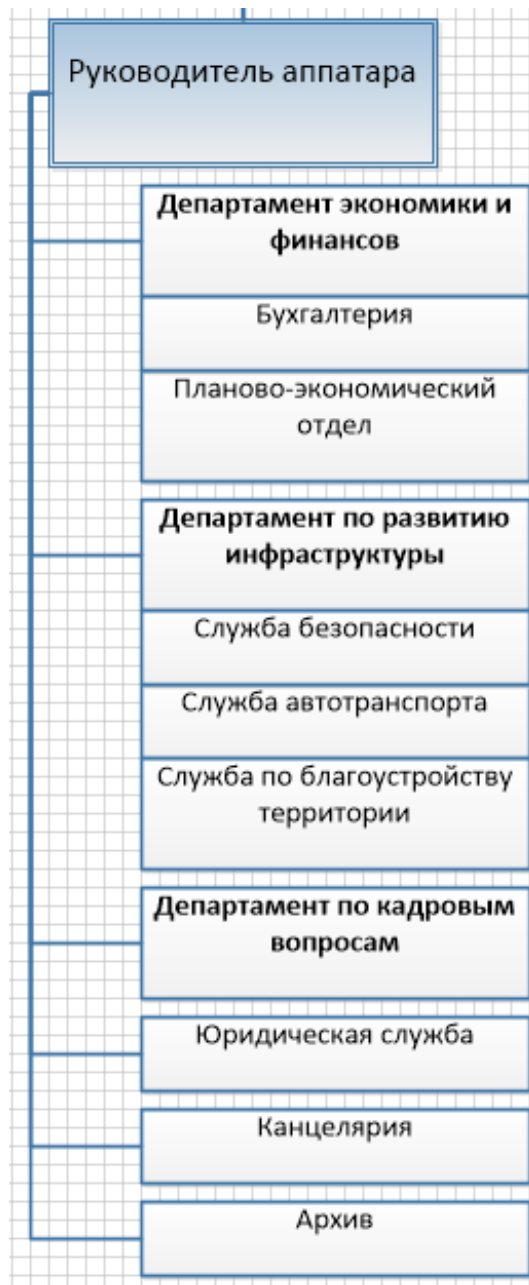 Руководитель аппатара
Департамент экономики и
финансов
Бухгалтерия
Планово-экономический
отдел
Департамент по развитию
инфраструктуры
Служба безопасности
Служба автотранспорта
Служба по благоустройству
территории
Департамент по кадровым
вопросам
Юридическая служба
Канцелярия
Архив